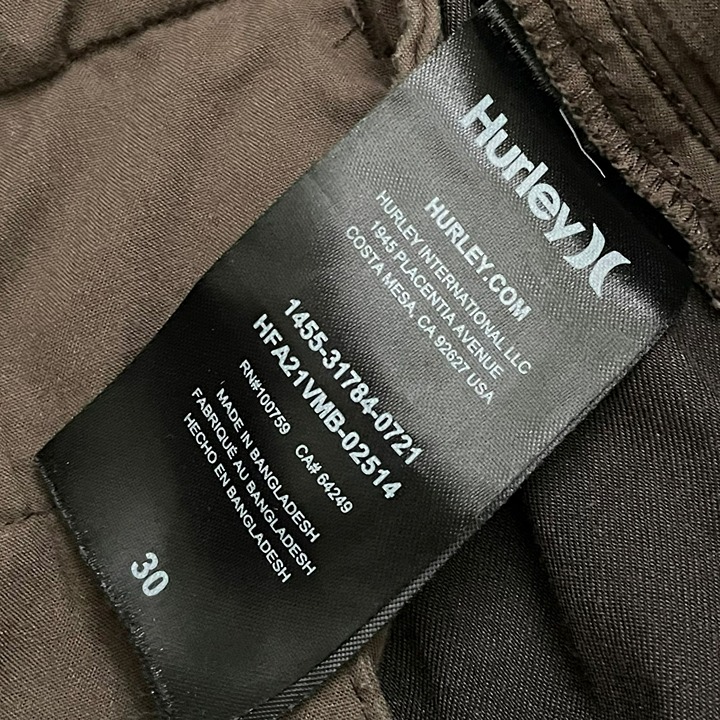 Hurley
HURLEY.COM
HURLEY INTERNATIONAL LLC
1945 PLACENTIA AVENUE
COSTA MESA, CA 92627 USA
1455-31784-0721
HFA21VMB-02514
RN#100759 CA# 64249
MADE IN BANGLADESH
FABRIQUÉ AU BANGLADESH
HECHO EN BANGLADESH
30